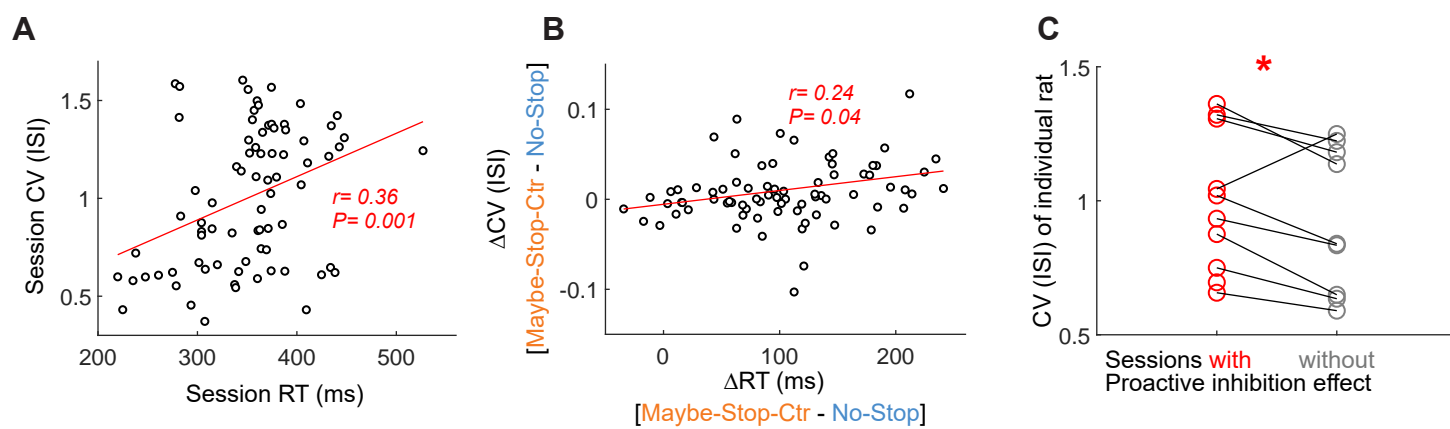 A
Session CV (ISI)
1.5
1
0.5
200
300
400
500
Session RT (ms)
r= 0.36
P= 0.001
B
ΔCV (ISI)
[Maybe-Stop-Ctr - No-Stop]
0.1
0
-0.1
0
100
200
ΔRT (ms)
[Maybe-Stop-Ctr - No-Stop]
r= 0.24
P= 0.04
C
CV (ISI) of individual rat
1.5
1
0.5
*
Sessions with without
Proactive inhibition effect